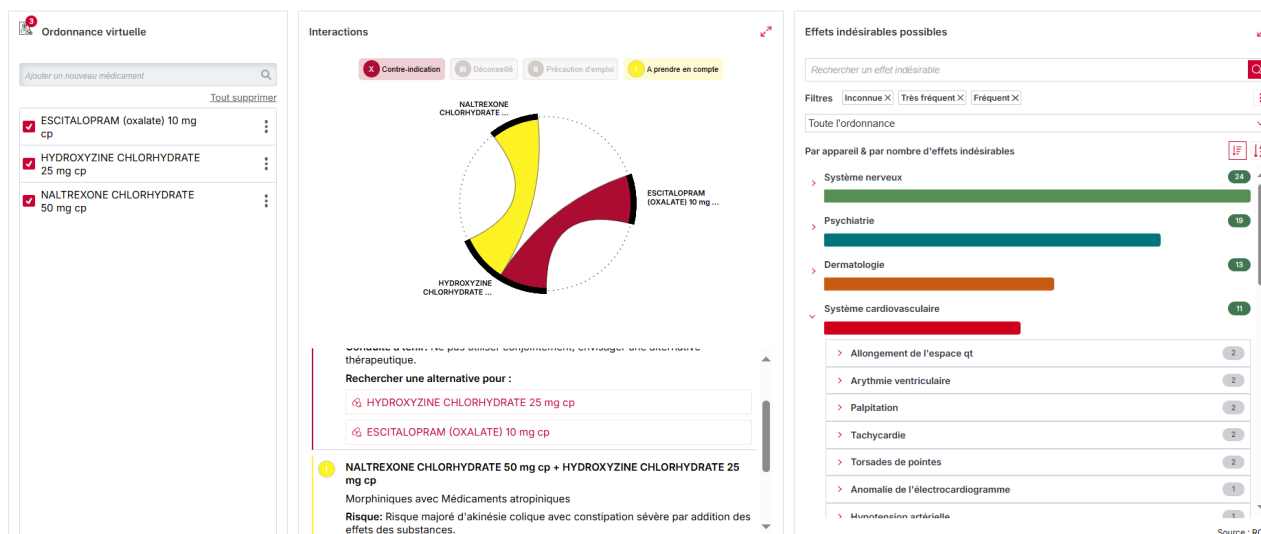 3
Ordonnance virtuelle
Ajouter un nouveau médicament
Tout supprimer
ESCITALOPRAM (oxalate) 10 mg
cp
HYDROXYZINE CHLORHYDRATE
25 mg cp
NALTREXONE CHLORHYDRATE
50 mg cp
Interactions
X Contre-indication
III Déconseillé
II Précaution d'emploi
I A prendre en compte
NALTREXONE
CHLORHYDRATE ...
ESCITALOPRAM
(OXALATE) 10 mg ...
HYDROXYZINE
CHLORHYDRATE ...
Conduite à tenir: Ne pas utiliser conjointement, envisager une alternative
thérapeutique.
Rechercher une alternative pour :
HYDROXYZINE CHLORHYDRATE 25 mg cp
ESCITALOPRAM (OXALATE) 10 mg cp
I
NALTREXONE CHLORHYDRATE 50 mg cp + HYDROXYZINE CHLORHYDRATE 25
mg cp
Morphiniques avec Médicaments atropiniques
Risque: Risque majoré d'akinésie colique avec constipation sévère par addition des
effets des substances.
Effets indésirables possibles
Rechercher un effet indésirable
Filtres Inconnue X Très fréquent X Fréquent X
Toute l'ordonnance
Par appareil & par nombre d'effets indésirables
Système nerveux 24
Psychiatrie 19
Dermatologie 13
Système cardiovasculaire 11
Allongement de l'espace qt 2
Arythmie ventriculaire 2
Palpitation 2
Tachycardie 2
Torsades de pointes 2
Anomalie de l'électrocardiogramme 1
Hypotension artérielle 1
Source : RC